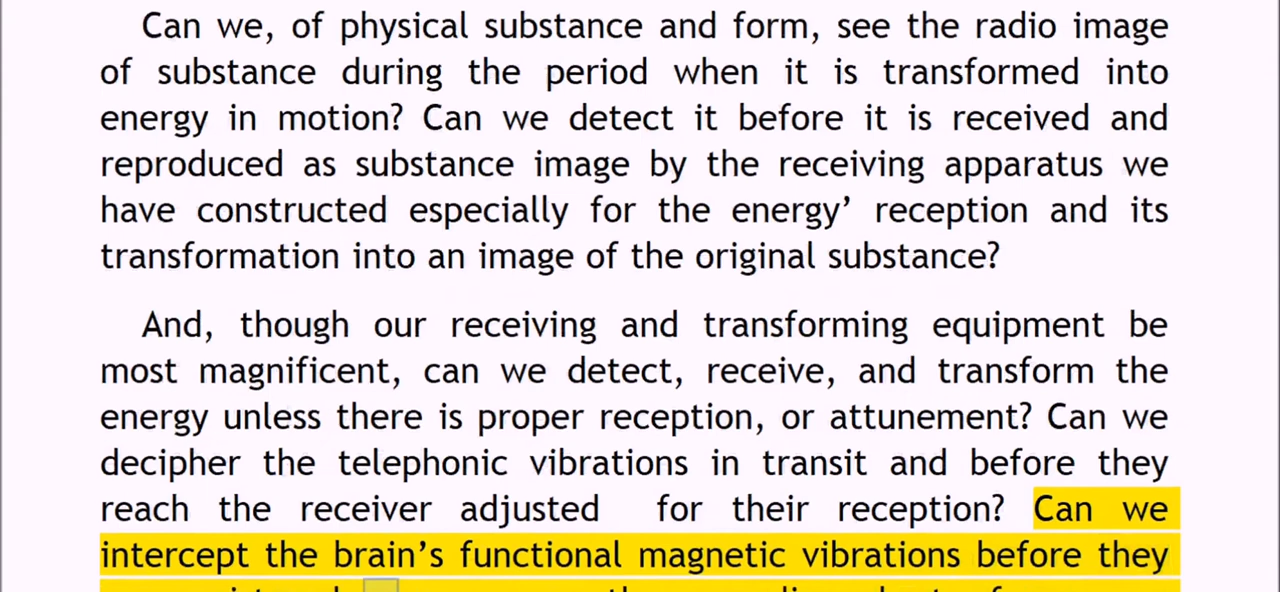 Can we, of physical substance and form, see the radio image
of substance during the period when it is transformed into
energy in motion? Can we detect it before it is received and
reproduced as substance image by the receiving apparatus we
have constructed especially for the energy’ reception and its
transformation into an image of the original substance?
And, though our receiving and transforming equipment be
most magnificent, can we detect, receive, and transform the
energy unless there is proper reception, or attunement? Can we
decipher the telephonic vibrations in transit and before they
reach the receiver adjusted for their reception? Can we
intercept the brain’s functional magnetic vibrations before they